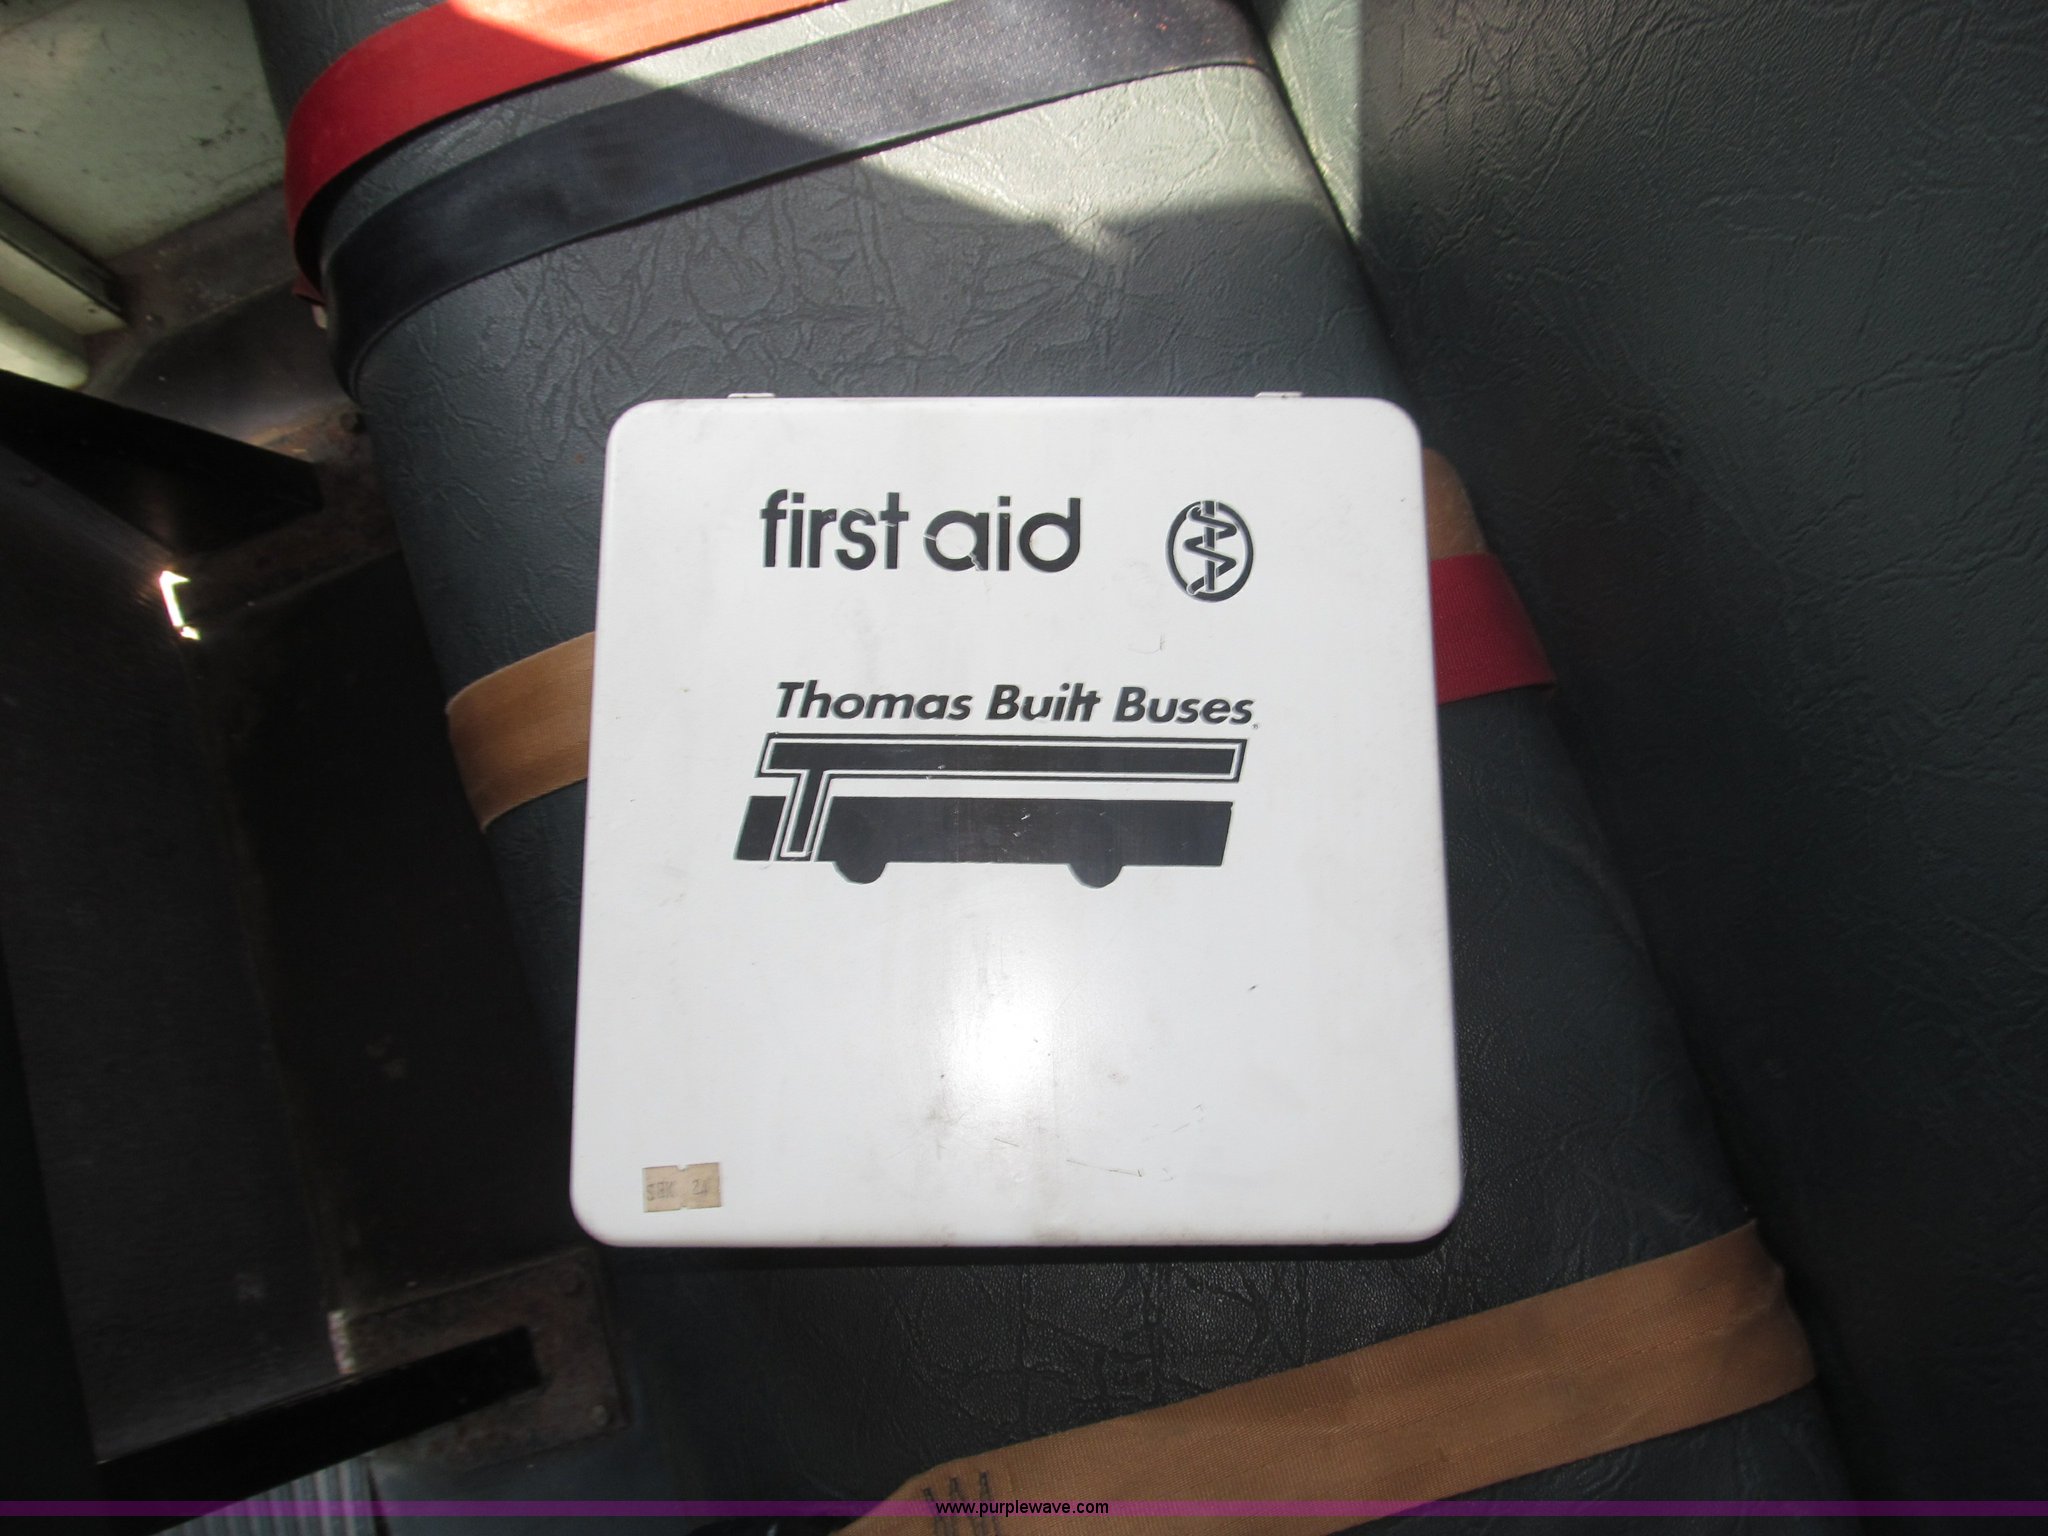 first aid
Thomas Built Buses
www.purplewave.com